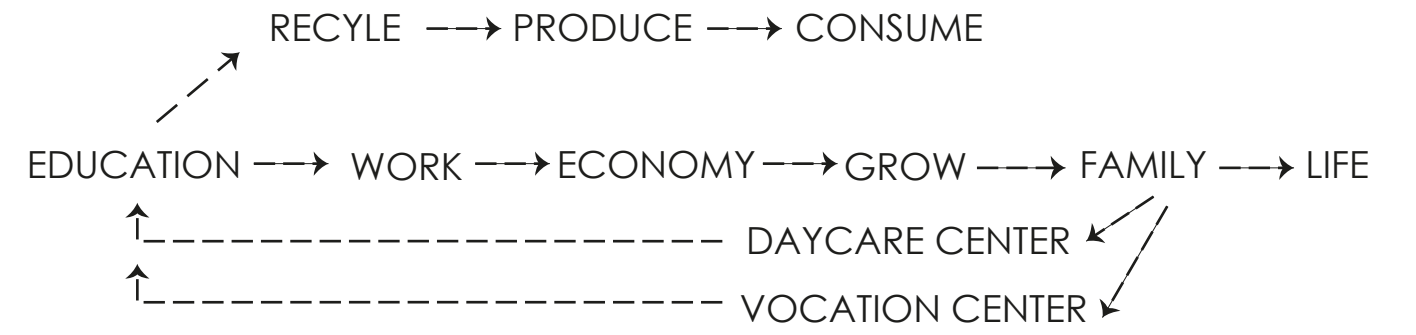 RECYLE PRODUCE CONSUME
EDUCATION WORK ECONOMY GROW FAMILY LIFE
DAYCARE CENTER
VOCATION CENTER